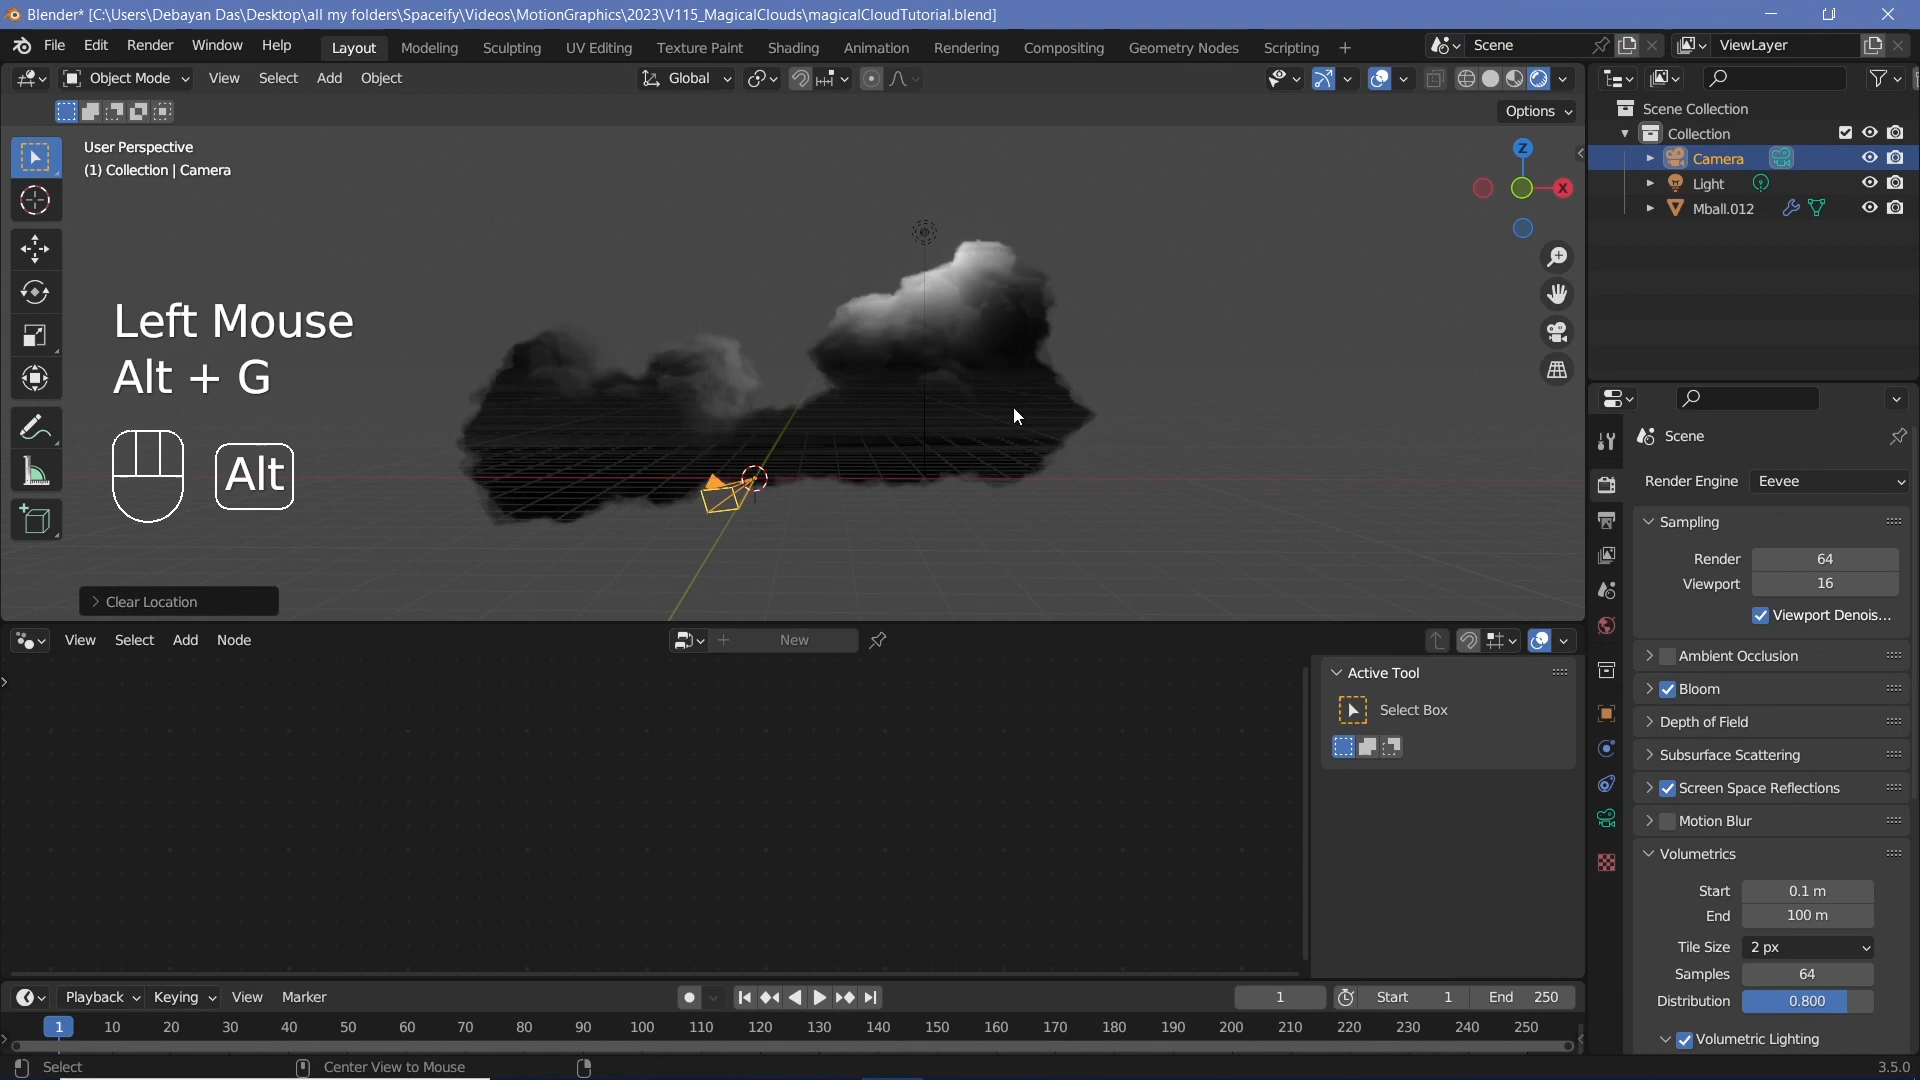 Blender* [C:\Users\Debayan Das\Desktop\all my folders\Spaceify\Videos\MotionGraphics\2023\V115_MagicalClouds\magicalCloudTutorial.blend]
File Edit Render Window Help Layout Modeling Sculpting UV Editing Texture Paint Shading Animation Rendering Compositing Geometry Nodes Scripting + Scene ViewLayer
Object Mode View Select Add Object Global
Options
User Perspective
(1) Collection | Camera
Z
X
Left Mouse
Alt + G
Alt
Clear Location
Scene Collection
Collection
Camera
Light
Mball.012
Scene
Render Engine Eevee
Sampling
Render 64
Viewport 16
Viewport Denois...
Ambient Occlusion
Bloom
Depth of Field
Subsurface Scattering
Screen Space Reflections
Motion Blur
Volumetrics
Start 0.1 m
End 100 m
Tile Size 2 px
Samples 64
Distribution 0.800
Volumetric Lighting
View Select Add Node + New
Active Tool
Select Box
Playback Keying View Marker 1 Start 1 End 250
1 10 20 30 40 50 60 70 80 90 100 110 120 130 140 150 160 170 180 190 200 210 220 230 240 250
Select Center View to Mouse 3.5.0